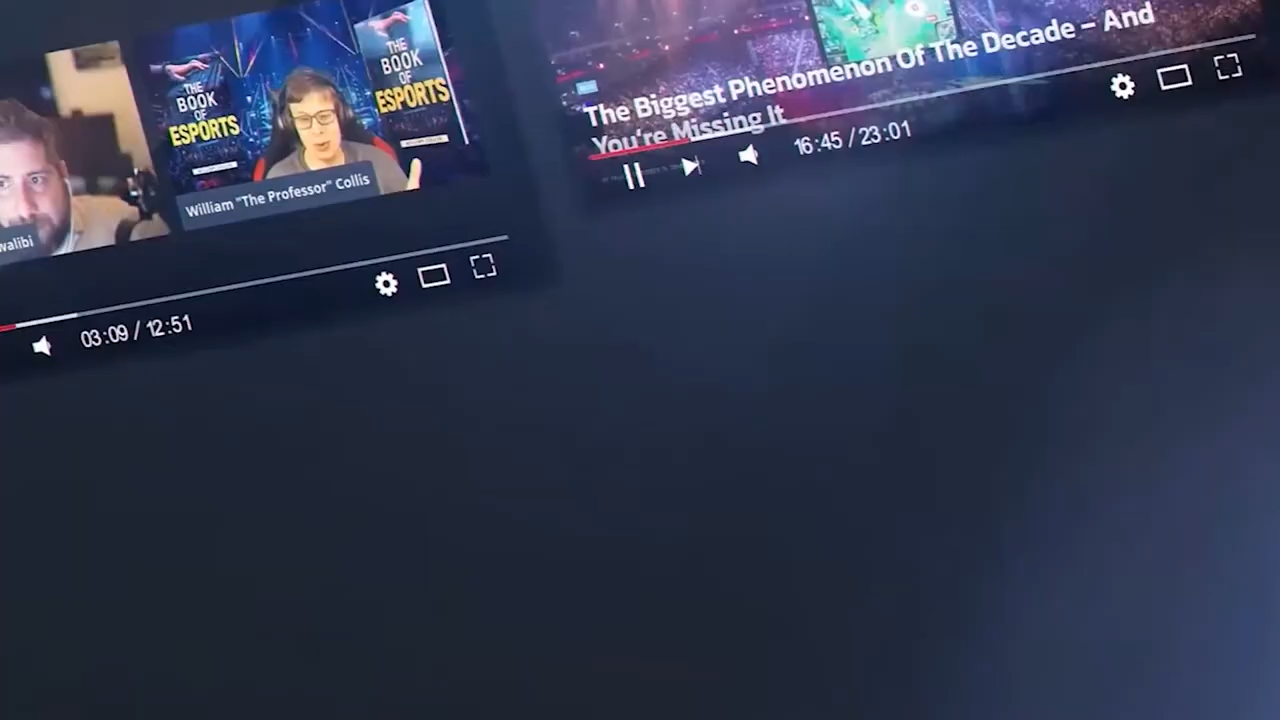 THE
BOOK
OF
ESPORTS
THE
BOOK
OF
ESPORTS
William "The Professor" Collis
walibi
03:09 / 12:51
The Biggest Phenomenon Of The Decade – And
You're Missing It
16:45 / 23:01